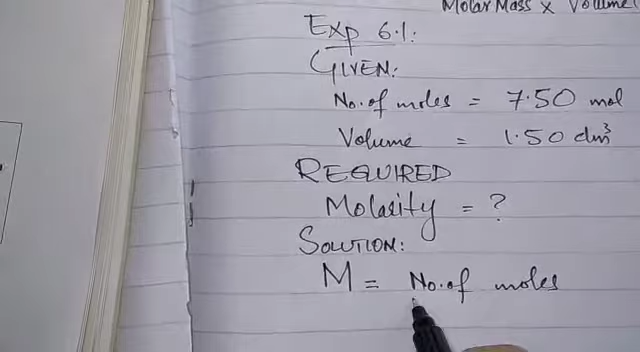 Molar Mass x Volume(
Exp 6.1:
GIVEN:
No. of moles = 7.50 mol
Volume = 1.50 dm³
REQUIRED
Molarity = ?
SOLUTION:
M = No. of moles